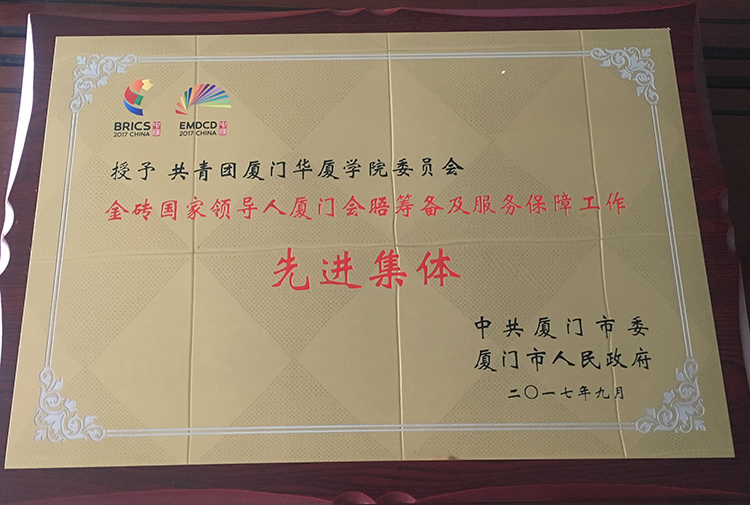 BRICS
2017 CHINA
EMDCD
2017 CHINA
授予 共青团厦门华厦学院委员会
金砖国家领导人厦门会晤筹备及服务保障工作
先进集体
中共厦门市委
厦门市人民政府
二〇一七年九月